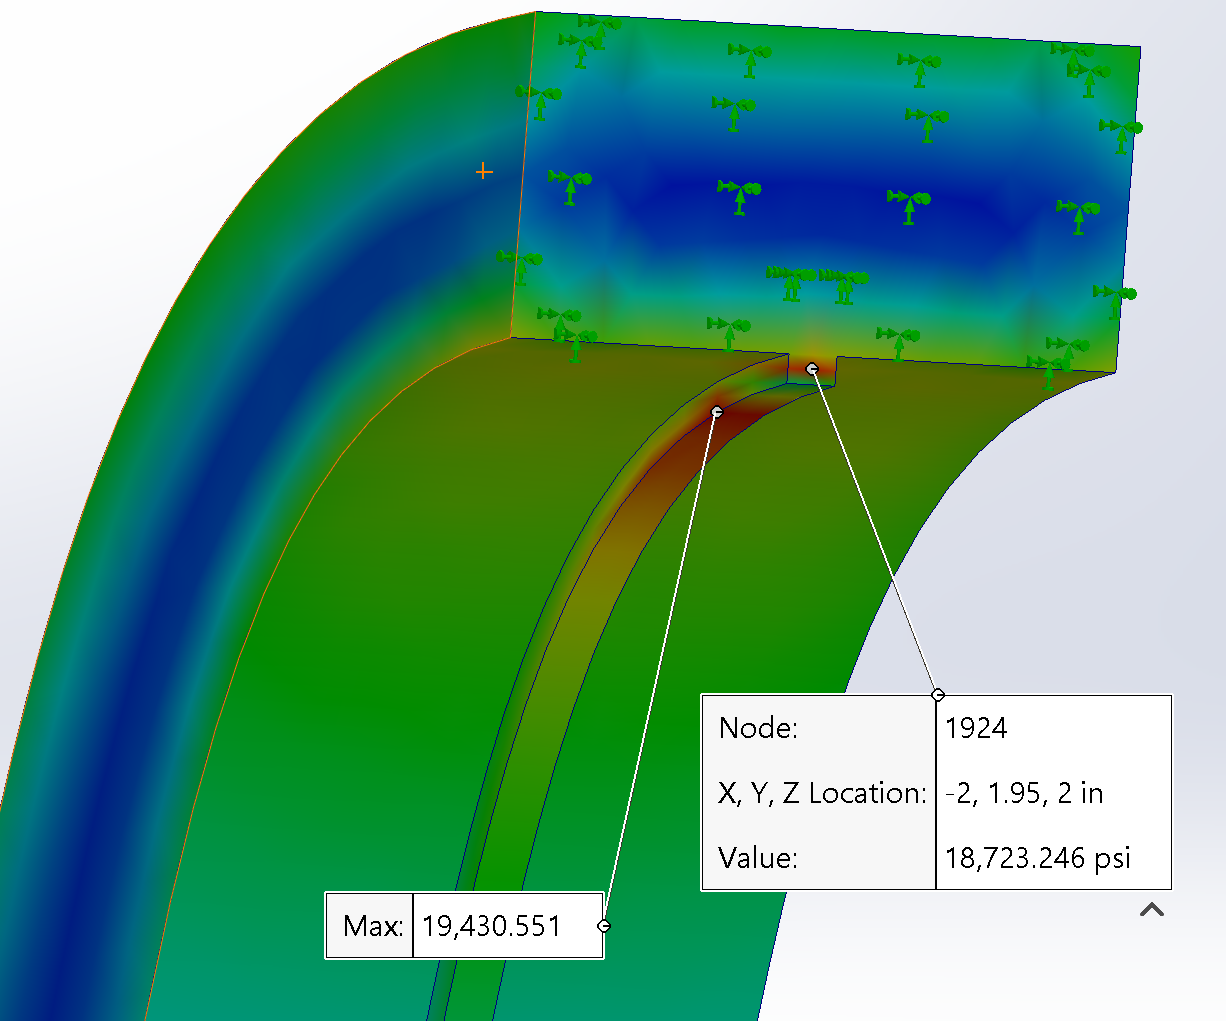 Node: 1924
X, Y, Z Location: -2, 1.95, 2 in
Value: 18,723.246 psi
Max: 19,430.551